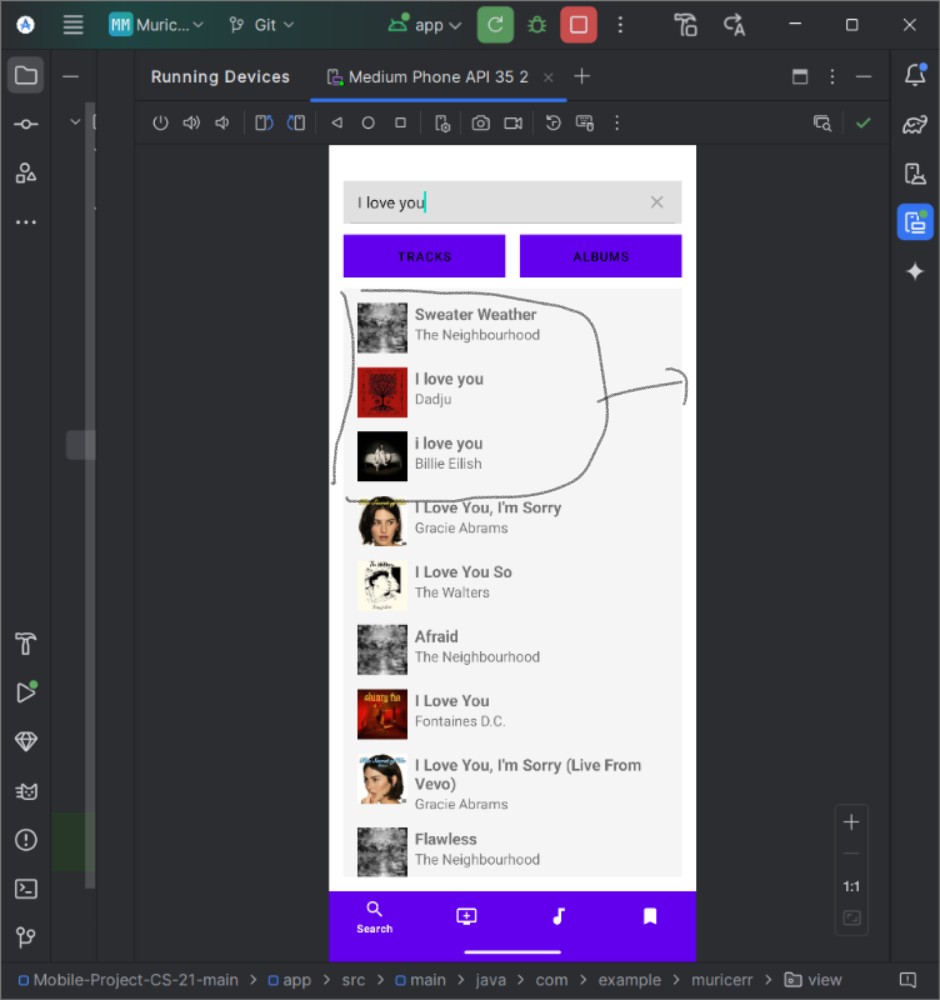 MM Muric... Git app
Running Devices Medium Phone API 35 2
I love you
TRACKS ALBUMS
Sweater Weather
The Neighbourhood
I love you
Dadju
i love you
Billie Eilish
I Love You, I'm Sorry
Gracie Abrams
I Love You So
The Walters
Afraid
The Neighbourhood
I Love You
Fontaines D.C.
I Love You, I'm Sorry (Live From
Vevo)
Gracie Abrams
Flawless
The Neighbourhood
1:1
Search
Mobile-Project-CS-21-main > app > src > main > java > com > example > muricerr > view